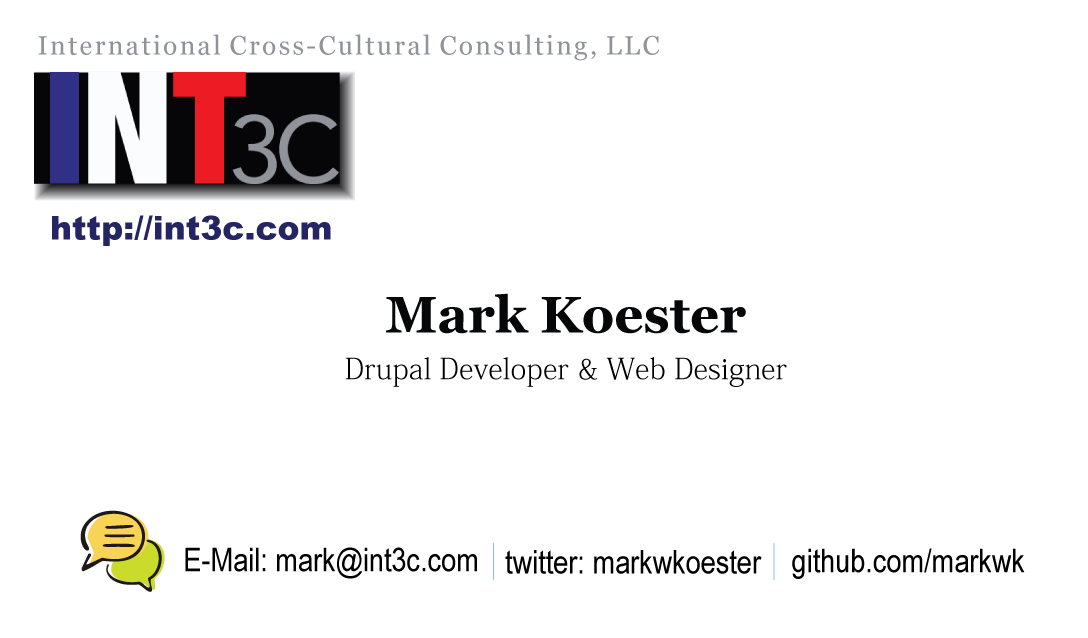 International Cross-Cultural Consulting, LLC
INT3C
http://int3c.com
Mark Koester
Drupal Developer & Web Designer
E-Mail: mark@int3c.com | twitter: markwkoester | github.com/markwk